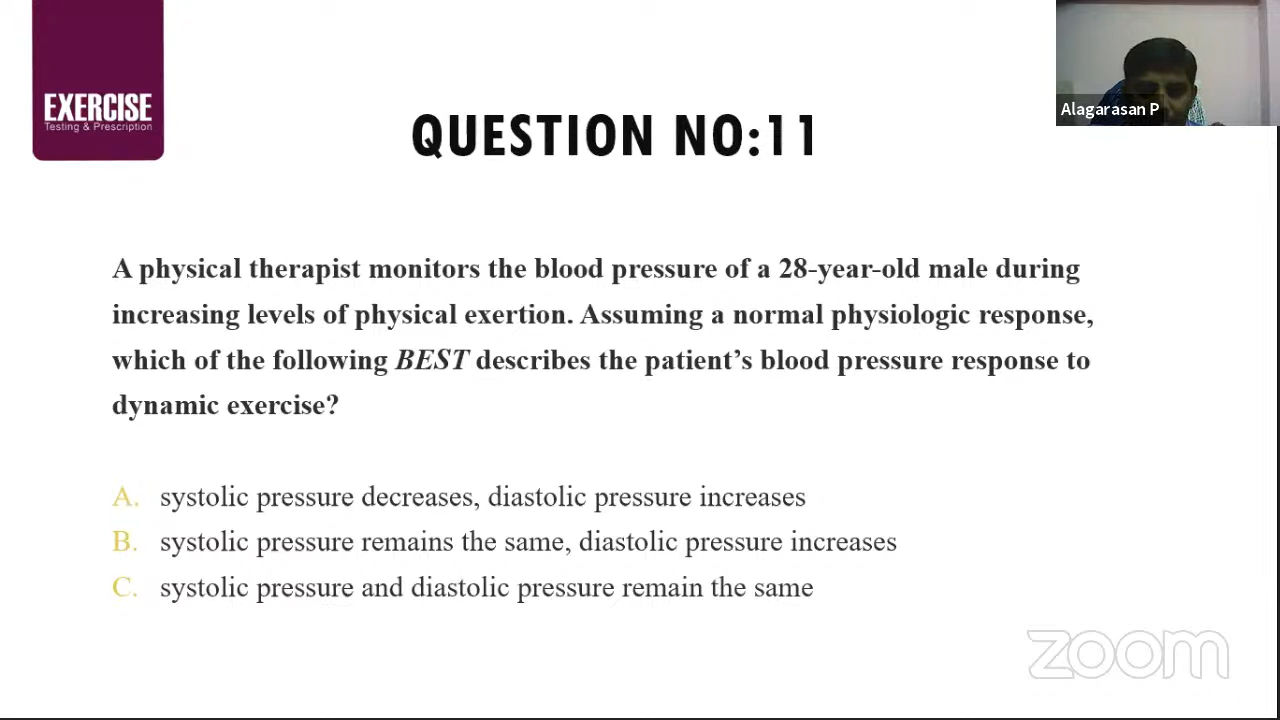 EXERCISE
Testing & Prescription
Alagarasan P
QUESTION NO:11
A physical therapist monitors the blood pressure of a 28-year-old male during
increasing levels of physical exertion. Assuming a normal physiologic response,
which of the following BEST describes the patient’s blood pressure response to
dynamic exercise?
A. systolic pressure decreases, diastolic pressure increases
B. systolic pressure remains the same, diastolic pressure increases
C. systolic pressure and diastolic pressure remain the same
zoom